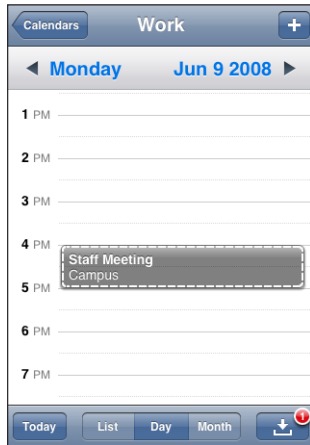 Calendars Work +
Monday Jun 9 2008
1 PM
2 PM
3 PM
4 PM
Staff Meeting
Campus
5 PM
6 PM
7 PM
Today List Day Month 1